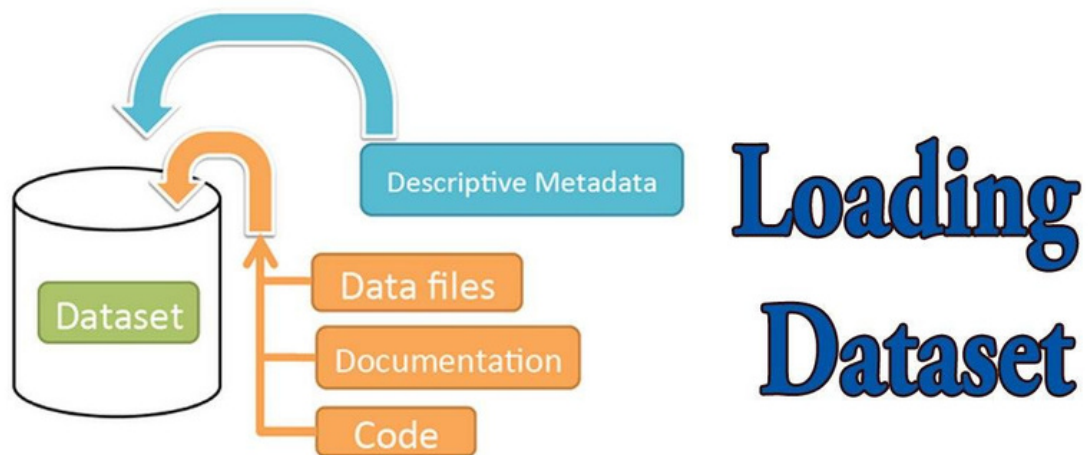 Descriptive Metadata
Dataset
Data files
Documentation
Code
Loading
Dataset